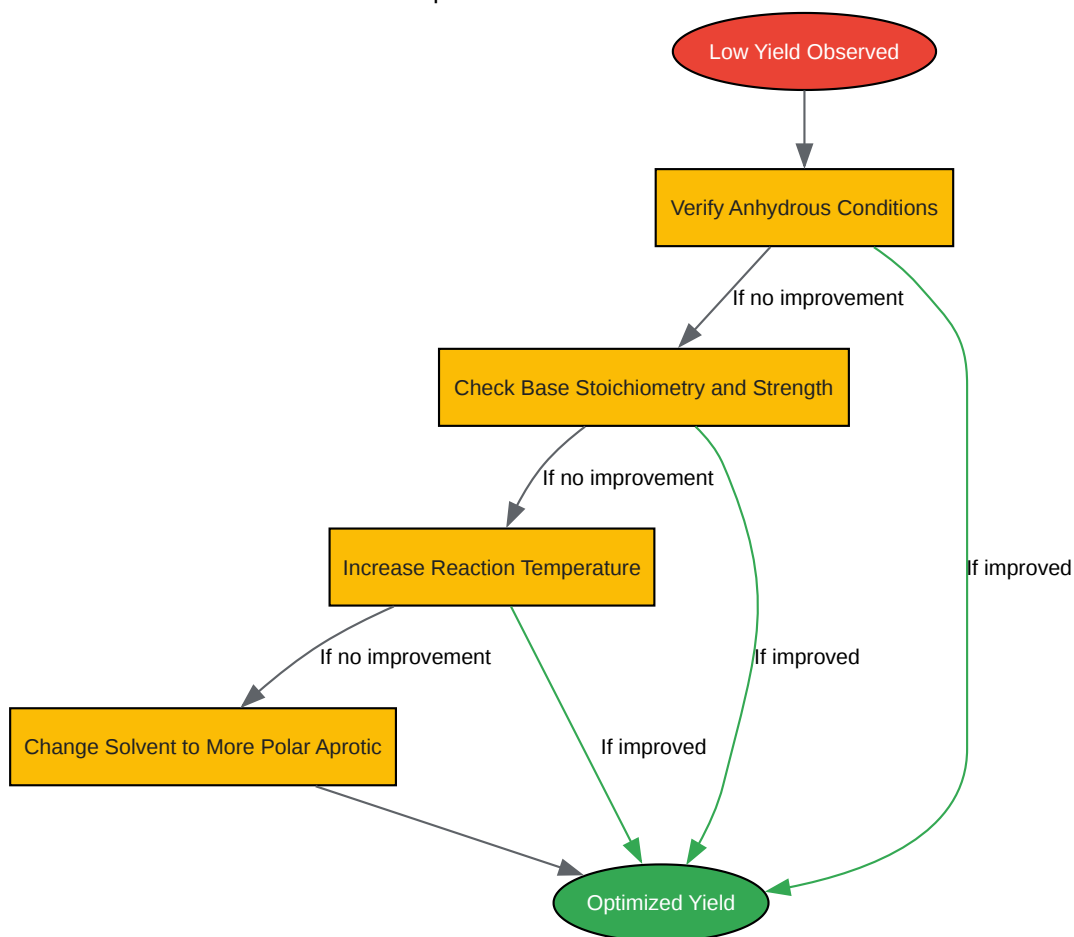 Low Yield Observed
Verify Anhydrous Conditions
If no improvement
Check Base Stoichiometry and Strength
If no improvement
Increase Reaction Temperature
If improved
If no improvement
If improved
Change Solvent to More Polar Aprotic
If improved
Optimized Yield